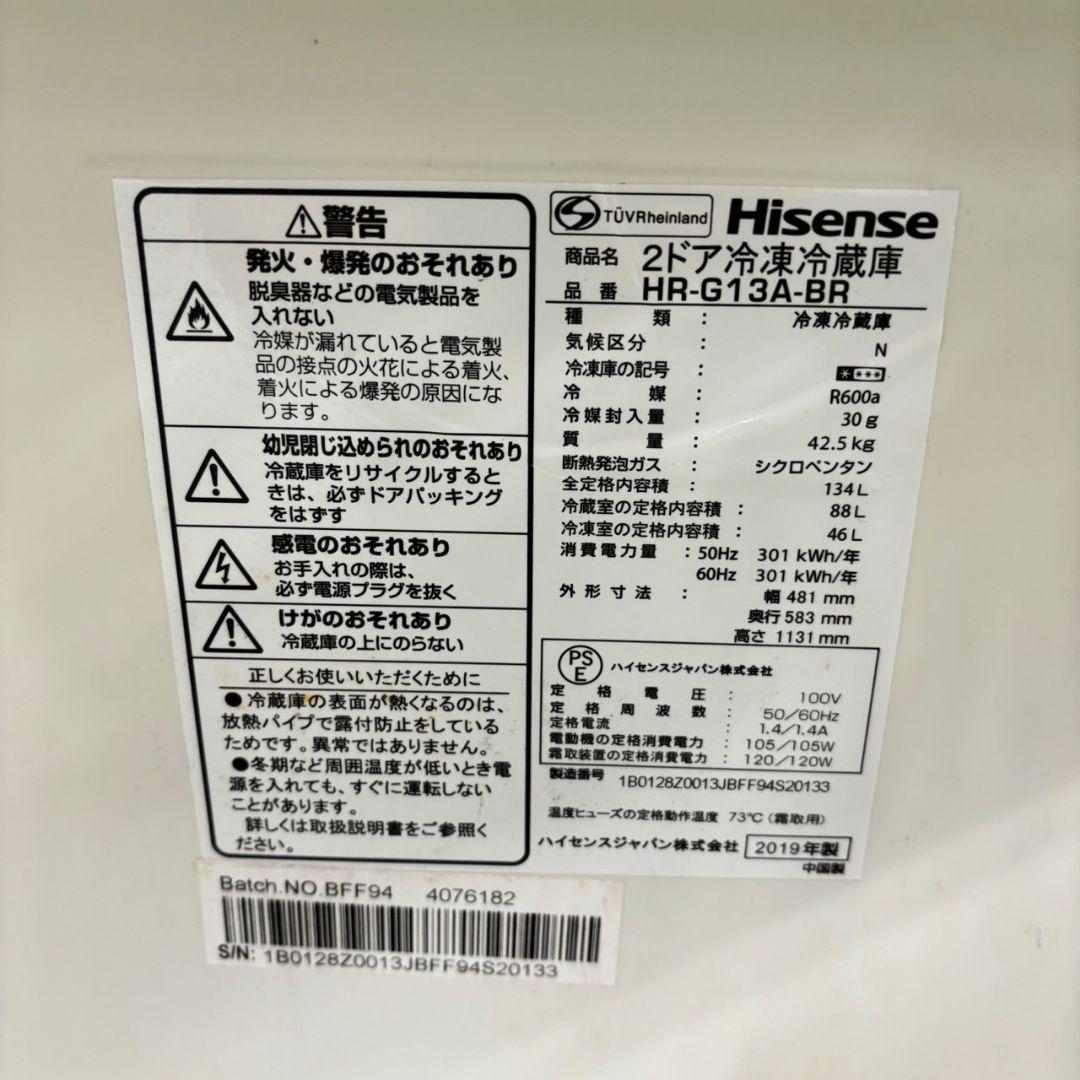 警告
発火・爆発のおそれあり
脱臭器などの電気製品を
入れない
冷媒が漏れていると電気製
品の接点の火花による着火、
着火による爆発の原因にな
ります。
幼児閉じ込められのおそれあり
冷蔵庫をリサイクルすると
きは、必ずドアパッキング
をはずす
感電のおそれあり
お手入れの際は、
必ず電源プラグを抜く
けがのおそれあり
冷蔵庫の上にのらない
正しくお使いいただくために
●冷蔵庫の表面が熱くなるのは、
放熱パイプで露付防止をしている
ためです。異常ではありません。
●冬期など周囲温度が低いとき電
源を入れても、すぐに運転しない
ことがあります。
詳しくは取扱説明書をご参照く
ださい。
TÜVRheinland Hisense
商品名 2ドア冷凍冷蔵庫
品番 HR-G13A-BR
種類 : 冷凍冷蔵庫
気候区分 : N
冷凍庫の記号 : ****
冷媒 : R600a
冷媒封入量 : 30g
質量 : 42.5kg
断熱発泡ガス : シクロペンタン
全定格内容積 : 134L
冷蔵室の定格内容積 : 88L
冷凍室の定格内容積 : 46L
消費電力量 : 50Hz 301 kWh/年
60Hz 301 kWh/年
外形寸法 : 幅 481 mm
奥行 583 mm
高さ 1131 mm
PSE ハイセンスジャパン株式会社
定格電圧 : 100V
定格周波数 : 50/60Hz
定格電流 : 1.4/1.4A
電動機の定格消費電力 : 105/105W
霜取装置の定格消費電力 : 120/120W
製造番号 1B0128Z0013JBFF94S20133
温度ヒューズの定格動作温度 73℃(霜取用)
ハイセンスジャパン株式会社 2019年製
中国製
Batch.NO.BFF94 4076182
S/N: 1B0128Z0013JBFF94S20133